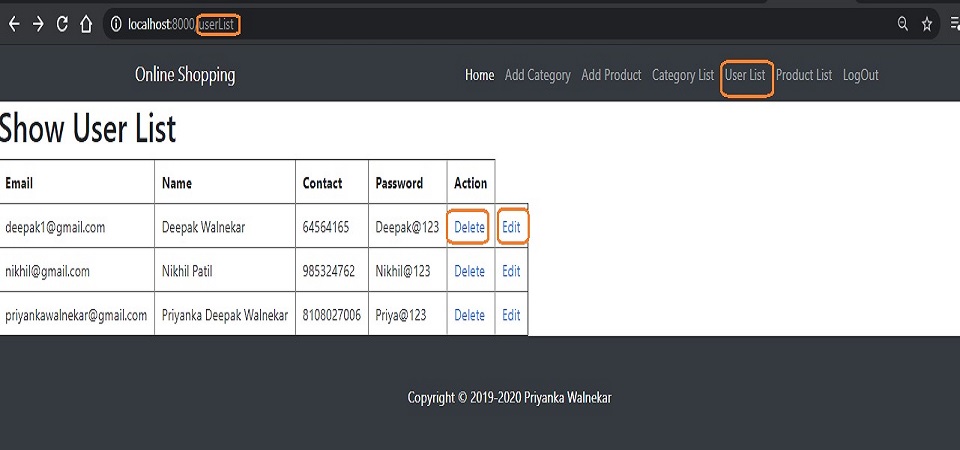 localhost:8000/userList
Online Shopping Home Add Category Add Product Category List User List Product List LogOut
Show User List
Email Name Contact Password Action
deepak1@gmail.com Deepak Walnekar 64564165 Deepak@123 Delete Edit
nikhil@gmail.com Nikhil Patil 985324762 Nikhil@123 Delete Edit
priyankawalnekar@gmail.com Priyanka Deepak Walnekar 8108027006 Priya@123 Delete Edit
Copyright © 2019-2020 Priyanka Walnekar